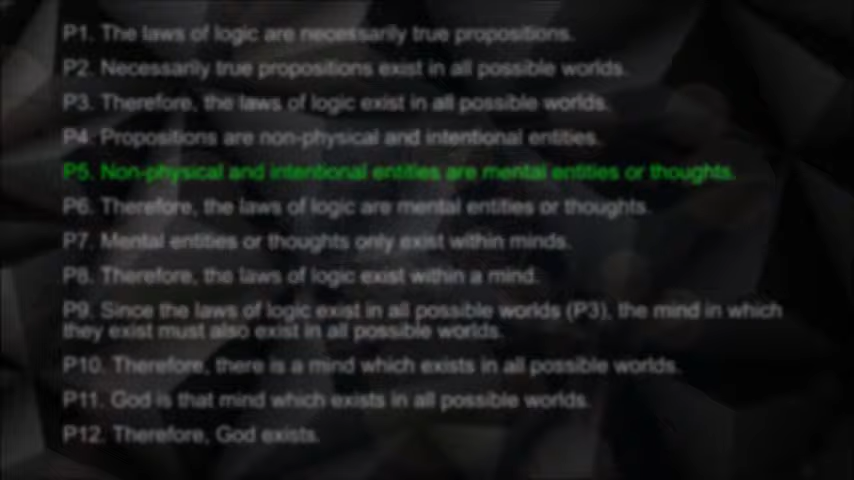 P1. The laws of logic are necessarily true propositions.
P2. Necessarily true propositions exist in all possible worlds.
P3. Therefore, the laws of logic exist in all possible worlds.
P4. Propositions are non-physical and intentional entities.
P5. Non-physical and intentional entities are mental entities or thoughts.
P6. Therefore, the laws of logic are mental entities or thoughts.
P7. Mental entities or thoughts only exist within minds.
P8. Therefore, the laws of logic exist within a mind.
P9. Since the laws of logic exist in all possible worlds (P3), the mind in which
they exist must also exist in all possible worlds.
P10. Therefore, there is a mind which exists in all possible worlds.
P11. God is that mind which exists in all possible worlds.
P12. Therefore, God exists.